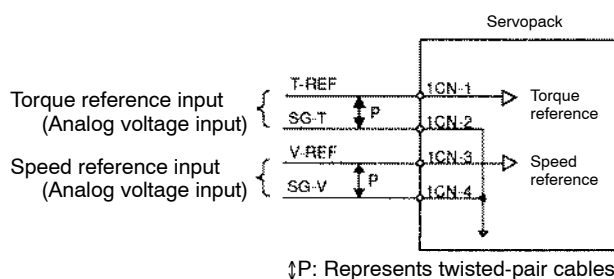 Servopack
T-REF
1CN-1
Torque reference input
(Analog voltage input)
P
Torque
reference
SG-T
1CN-2
V-REF
1CN-3
Speed reference input
(Analog voltage input)
P
Speed
reference
SG-V
1CN-4
P: Represents twisted-pair cables